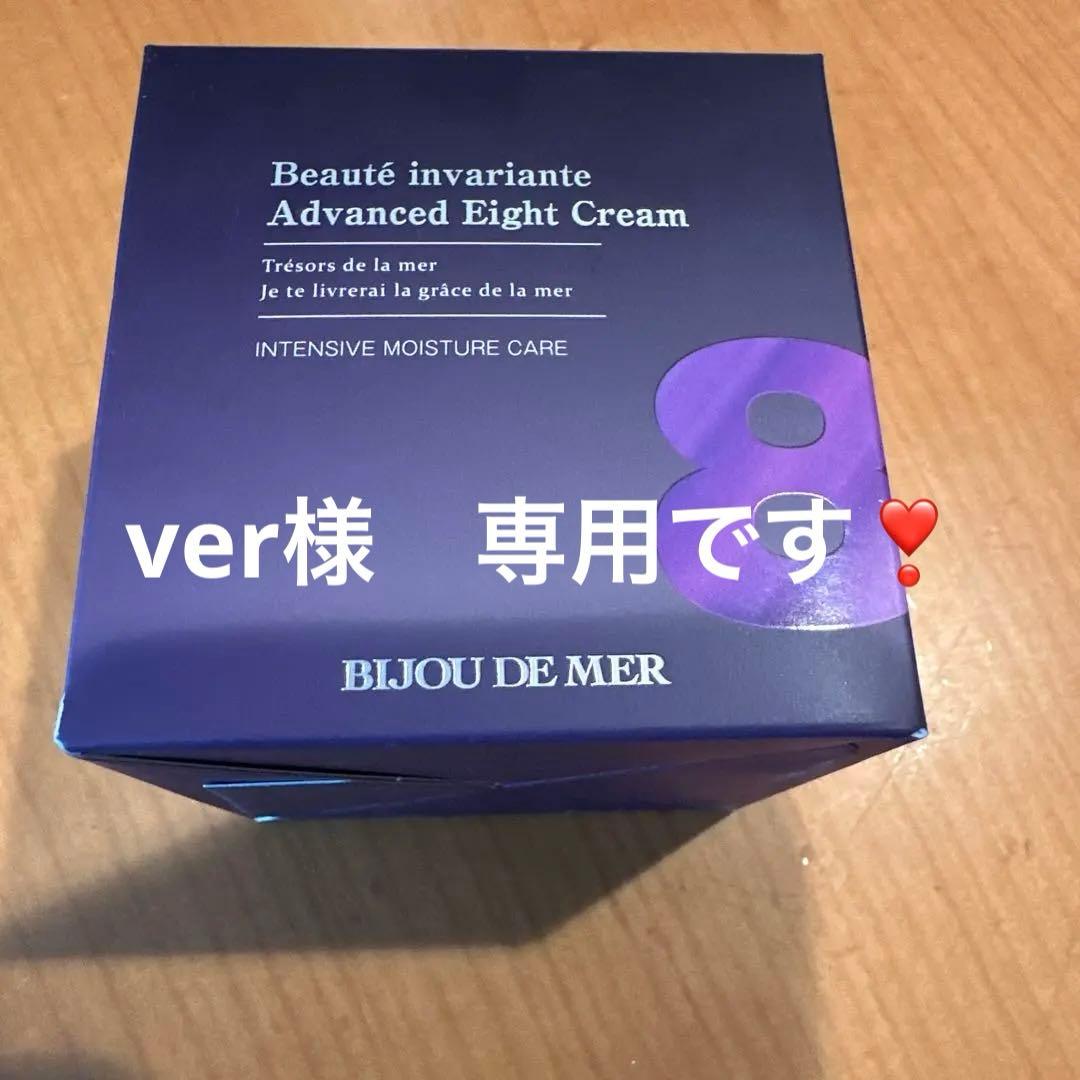 Beauté invariante
Advanced Eight Cream
Trésors de la mer
Je te livrerai la grâce de la mer
INTENSIVE MOISTURE CARE
8
ver様　専用です❣️
BIJOU DE MER